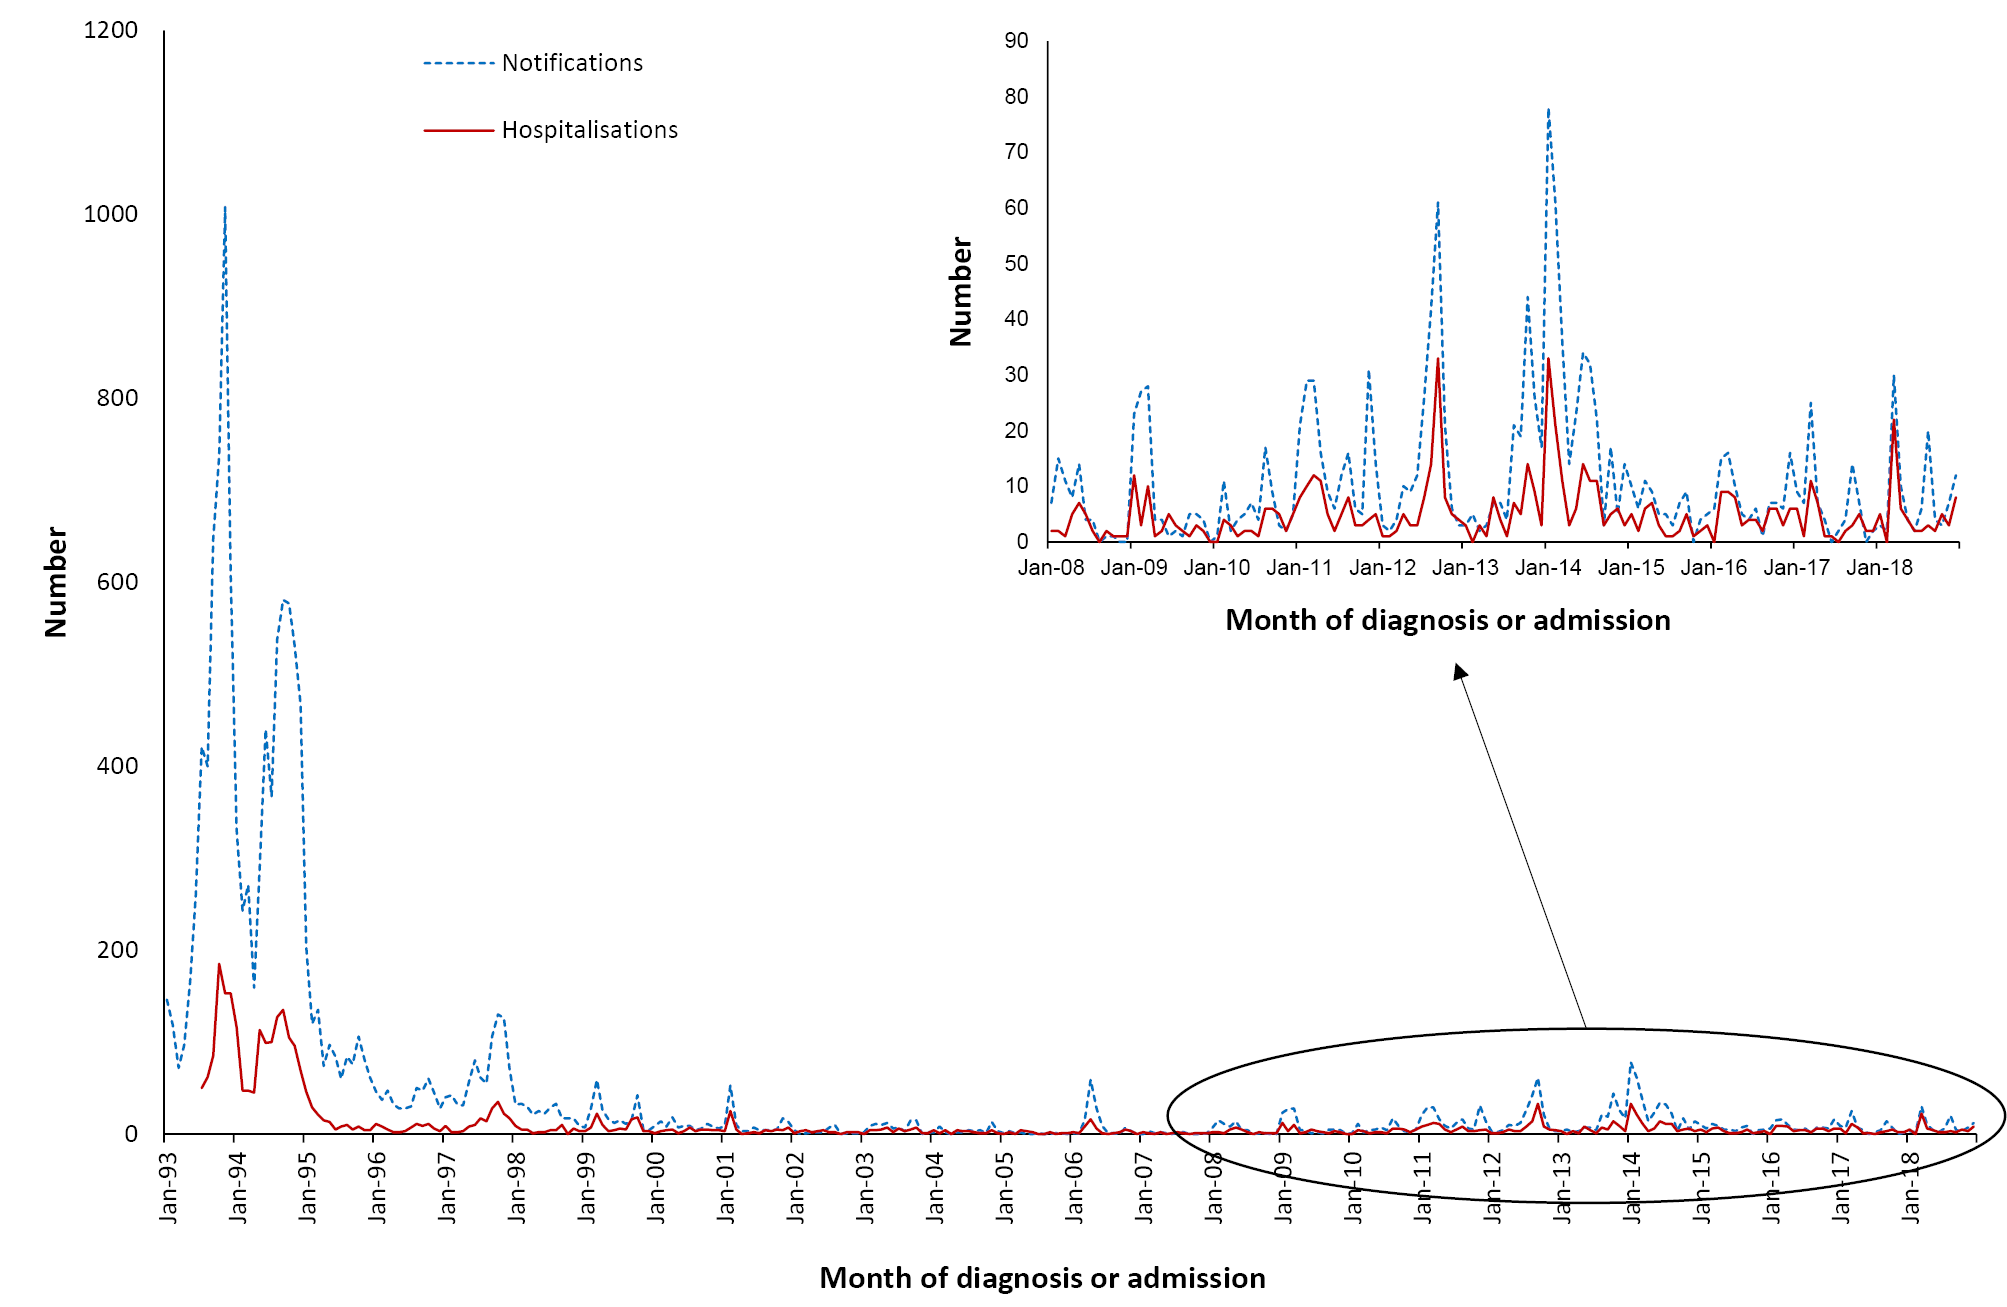 1200
1000
800
600
400
200
0
Number
Notifications
Hospitalisations
90
80
70
60
50
40
30
20
10
0
Number
Jan-08 Jan-09 Jan-10 Jan-11 Jan-12 Jan-13 Jan-14 Jan-15 Jan-16 Jan-17 Jan-18
Month of diagnosis or admission
Jan-93 Jan-94 Jan-95 Jan-96 Jan-97 Jan-98 Jan-99 Jan-00 Jan-01 Jan-02 Jan-03 Jan-04 Jan-05 Jan-06 Jan-07 Jan-08 Jan-09 Jan-10 Jan-11 Jan-12 Jan-13 Jan-14 Jan-15 Jan-16 Jan-17 Jan-18
Month of diagnosis or admission